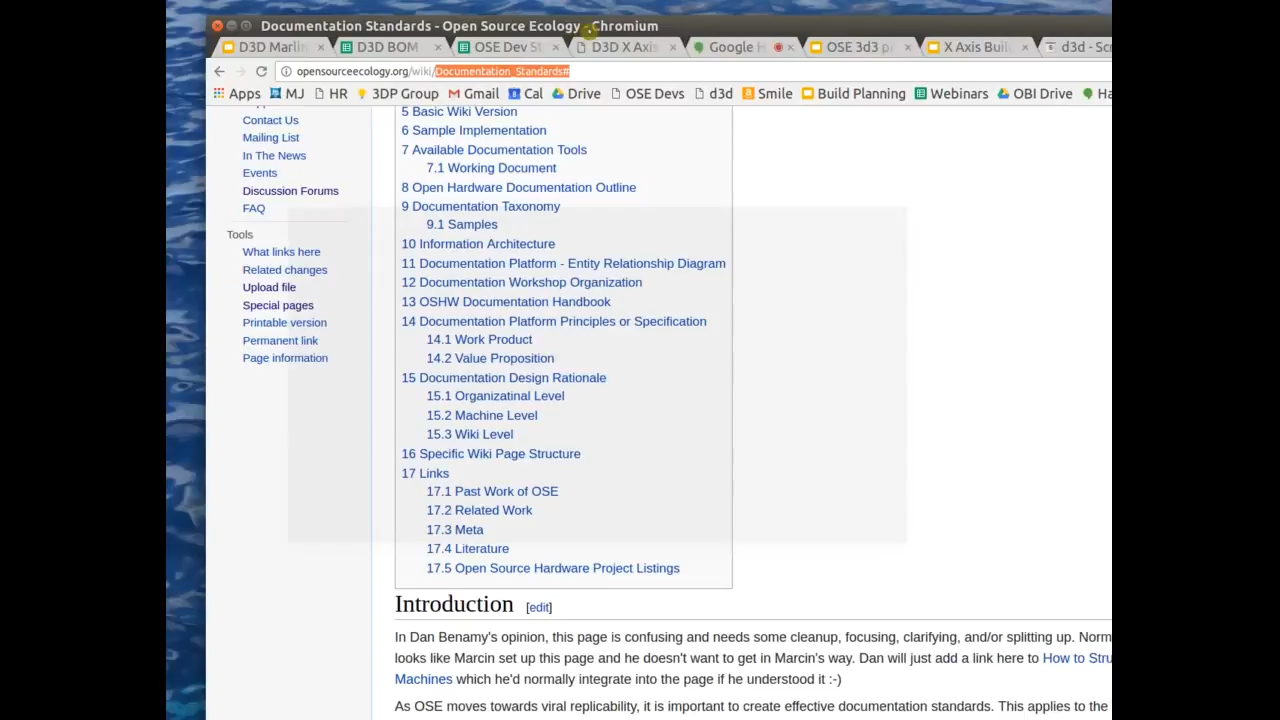 Documentation Standards - Open Source Ecology - Chromium
D3D Marlin × D3D BOM × OSE Dev St × D3D X Axis × Google H × OSE 3d3 p × X Axis Buil × d3d - Scr
opensourceecology.org/wiki/Documentation_Standards#
Apps MJ HR 3DP Group Gmail Cal Drive OSE Devs d3d Smile Build Planning Webinars OBI Drive Ha
Contact Us
Mailing List
In The News
Events
Discussion Forums
FAQ
Tools
What links here
Related changes
Upload file
Special pages
Printable version
Permanent link
Page information
5 Basic Wiki Version
6 Sample Implementation
7 Available Documentation Tools
7.1 Working Document
8 Open Hardware Documentation Outline
9 Documentation Taxonomy
9.1 Samples
10 Information Architecture
11 Documentation Platform - Entity Relationship Diagram
12 Documentation Workshop Organization
13 OSHW Documentation Handbook
14 Documentation Platform Principles or Specification
14.1 Work Product
14.2 Value Proposition
15 Documentation Design Rationale
15.1 Organizatinal Level
15.2 Machine Level
15.3 Wiki Level
16 Specific Wiki Page Structure
17 Links
17.1 Past Work of OSE
17.2 Related Work
17.3 Meta
17.4 Literature
17.5 Open Source Hardware Project Listings
Introduction [edit]
In Dan Benamy's opinion, this page is confusing and needs some cleanup, focusing, clarifying, and/or splitting up. Norm
looks like Marcin set up this page and he doesn't want to get in Marcin's way. Dan will just add a link here to How to Stru
Machines which he'd normally integrate into the page if he understood it :-)
As OSE moves towards viral replicability, it is important to create effective documentation standards. This applies to the